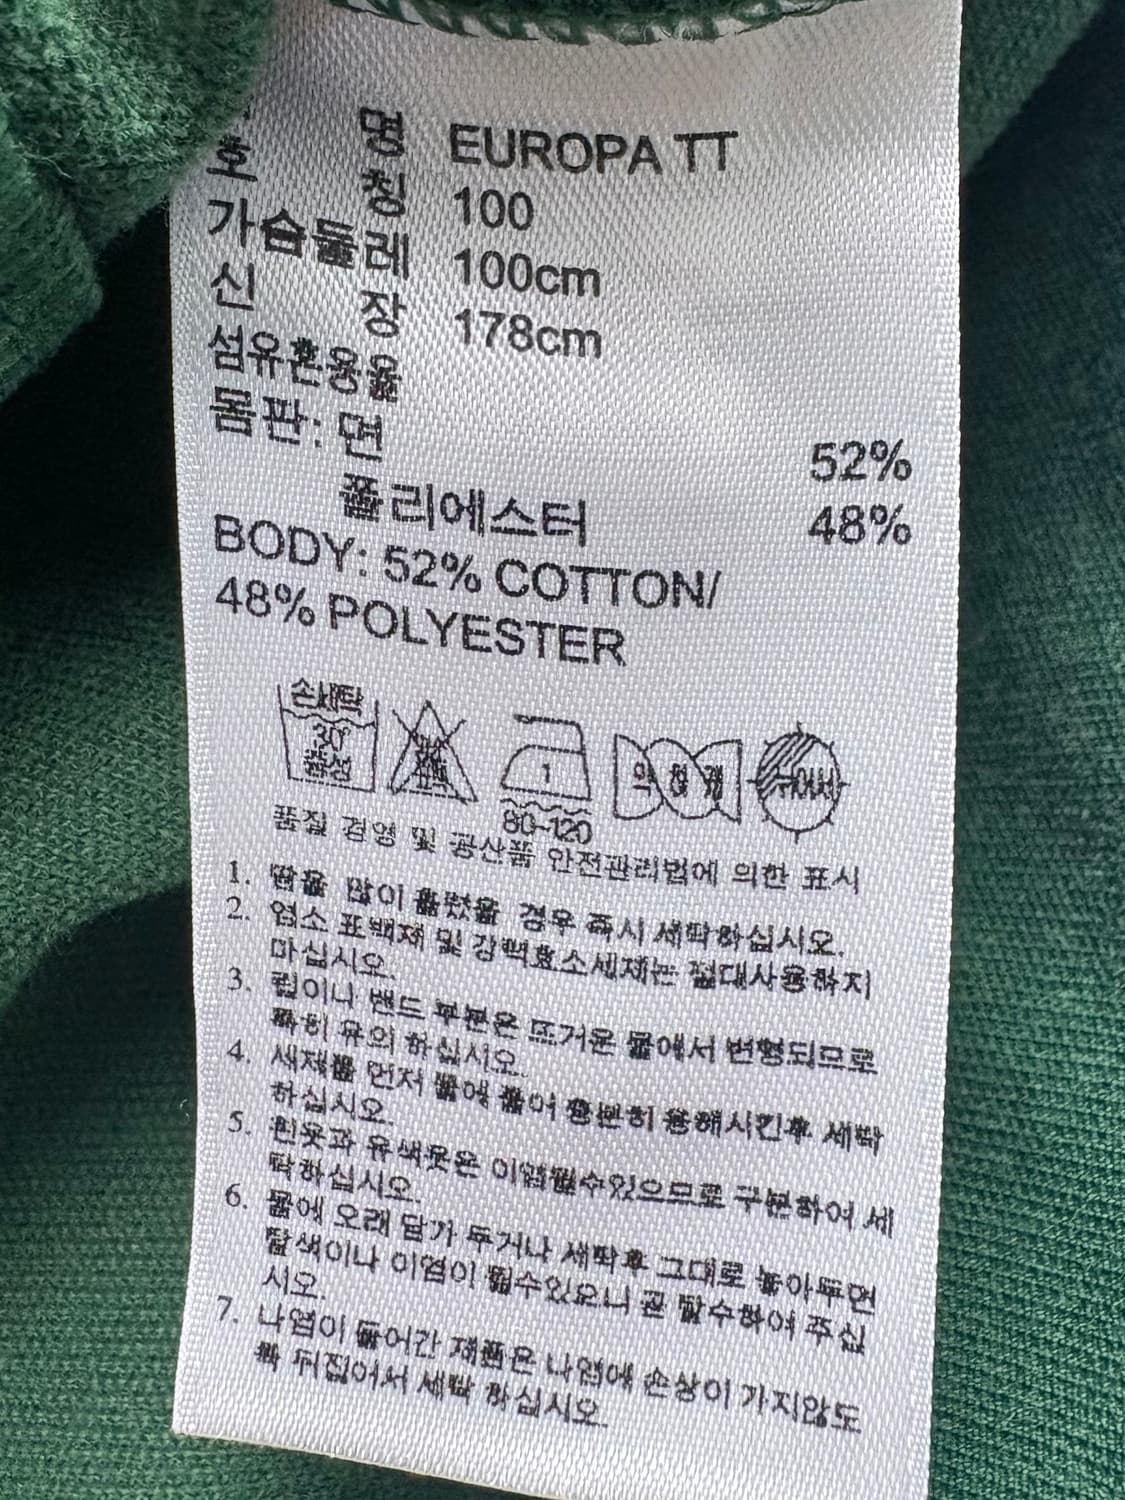 명 EUROPA TT
호 칭 100
가슴둘레 100cm
신 장 178cm
섬유혼용율
몸판: 면 52%
폴리에스터 48%
BODY: 52% COTTON/
48% POLYESTER
손세탁
30°
중성
1
80-120
옷걸이
뉘어서
품질 경영 및 공산품 안전관리법에 의한 표시
1. 땀을 많이 흘렸을 경우 즉시 세탁하십시오.
2. 염소 표백제 및 강력효소세제는 절대사용하지
마십시오.
3. 립이나 밴드 부분은 뜨거운 물에서 변형되므로
특히 유의 하십시오.
4. 세제를 먼저 물에 풀어 충분히 용해시킨후 세탁
하십시오.
5. 흰옷과 유색옷은 이염될수있으므로 구분하여 세
탁하십시오.
6. 물에 오래 담가 두거나 세탁후 그대로 놓아두면
탈색이나 이염이 될수있으니 곧 탈수하여 주십
시오.
7. 나염이 들어간 제품은 나염에 손상이 가지않도
록 뒤집어서 세탁 하십시오.